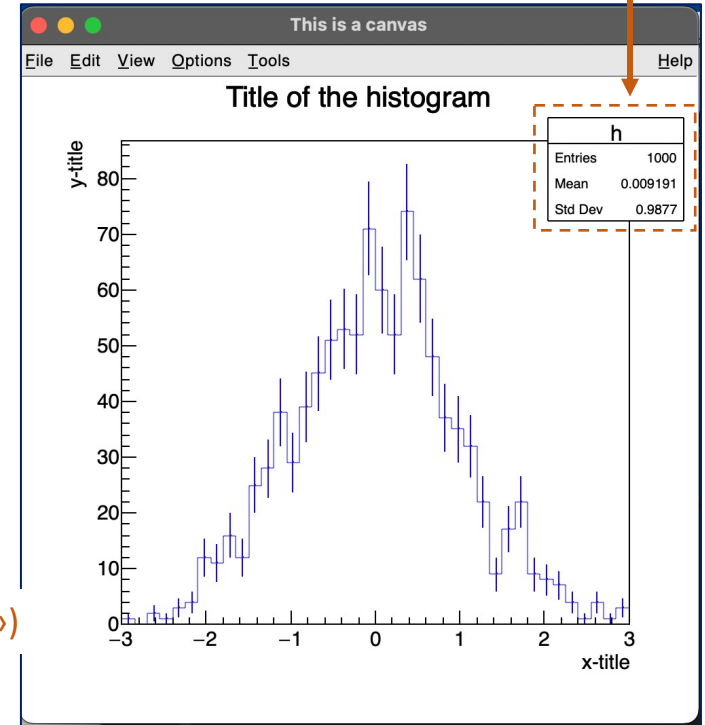 This is a canvas
File Edit View Options Tools Help
Title of the histogram
h
Entries 1000
Mean 0.009191
Std Dev 0.9877
y-title
80
70
60
50
40
30
20
10
0
−3 −2 −1 0 1 2 3
x-title
»)